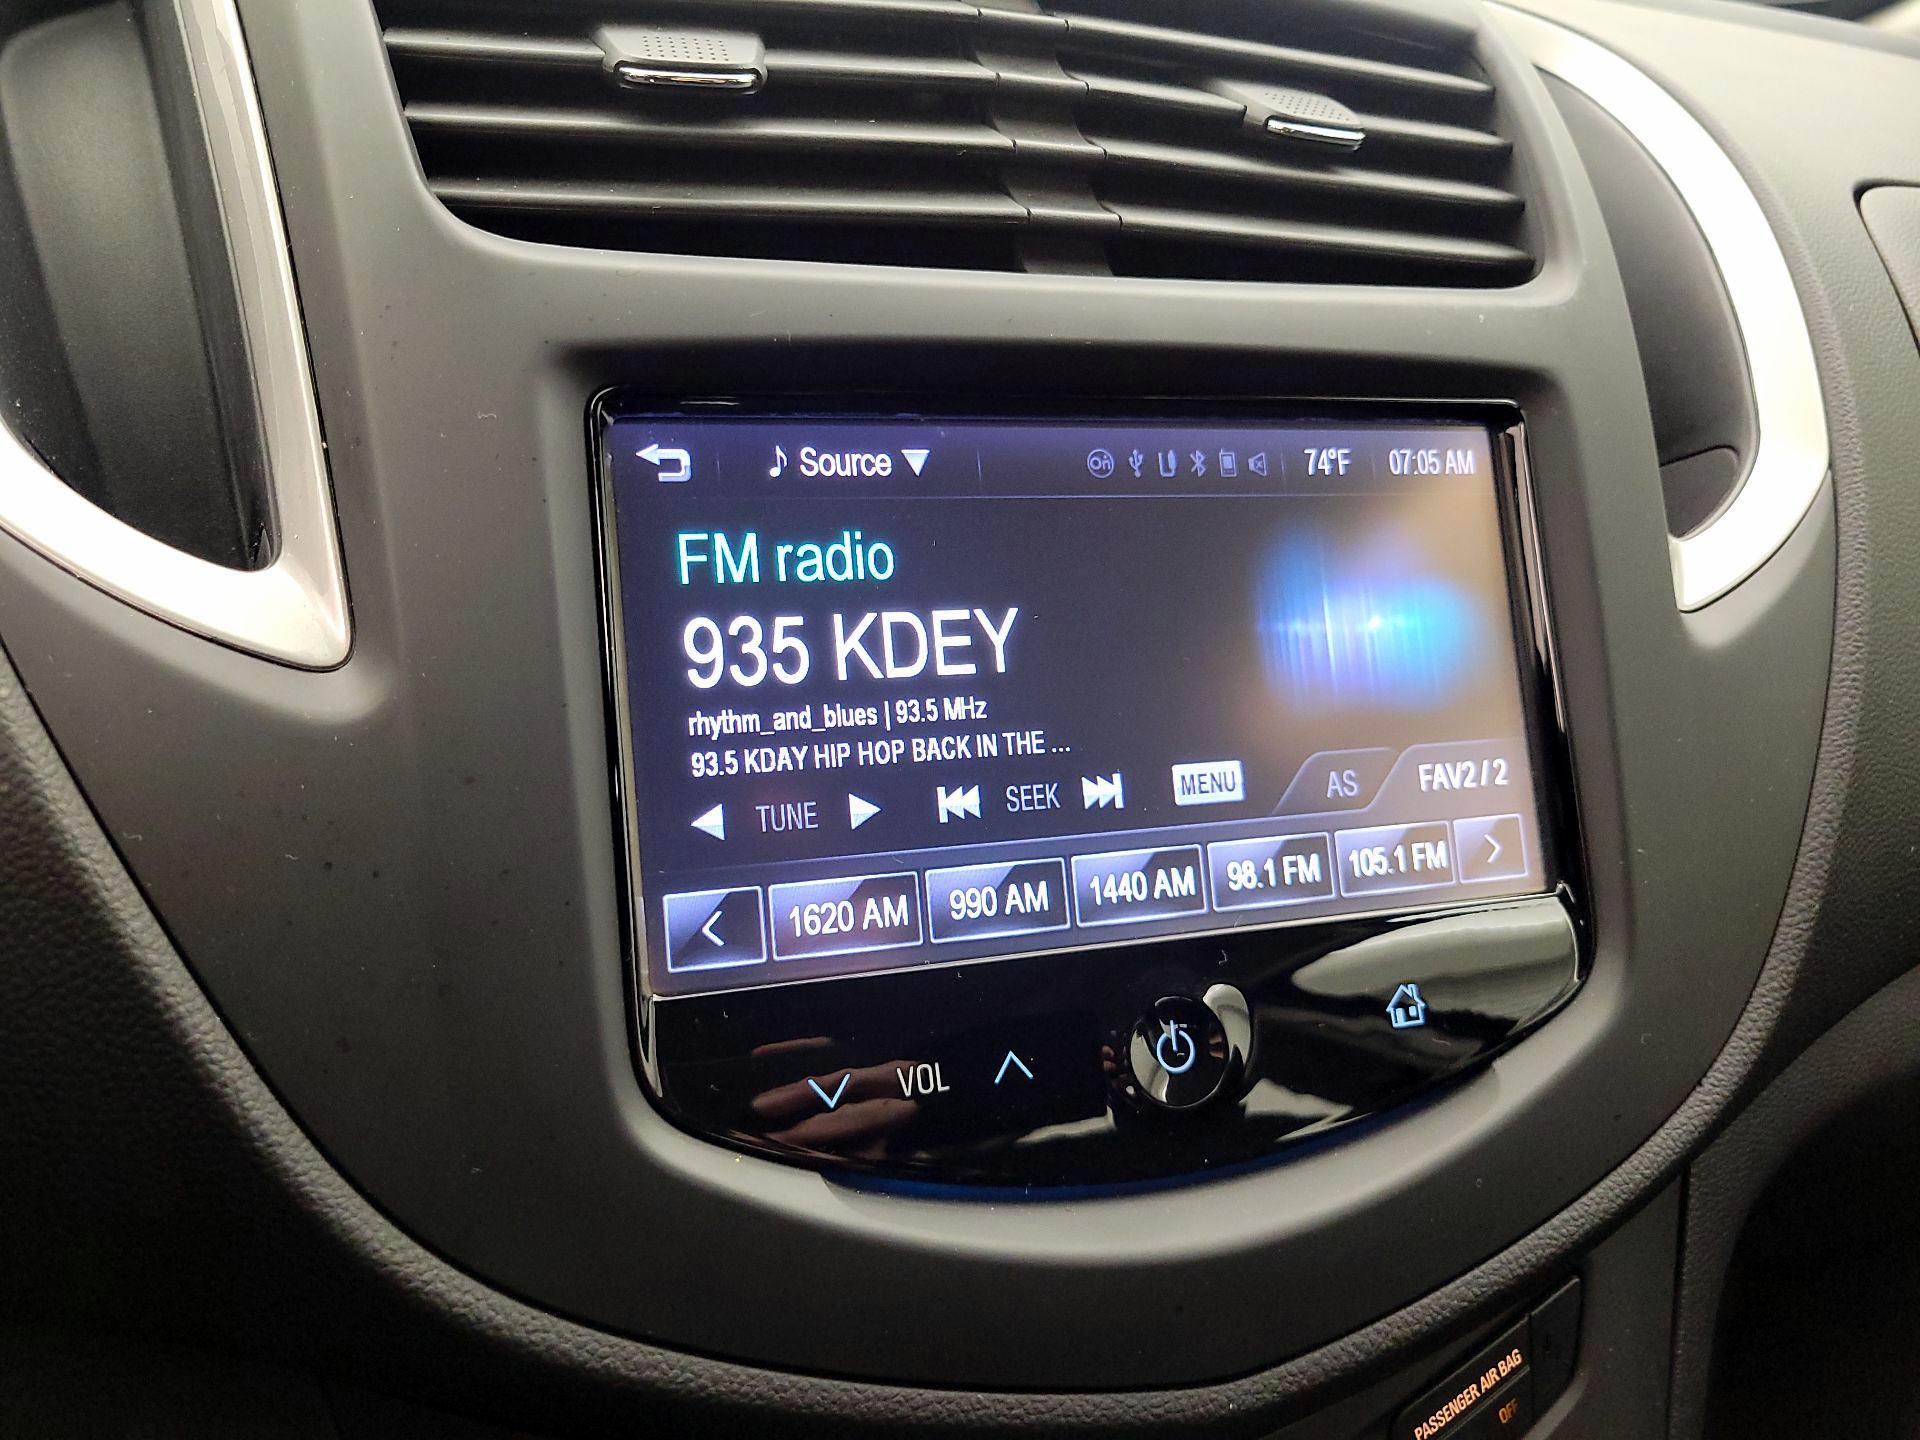 Source 74°F 07:05 AM
FM radio
935 KDEY
rhythm_and_blues | 93.5 MHz
93.5 KDAY HIP HOP BACK IN THE ...
TUNE SEEK MENU AS FAV2 / 2
1620 AM 990 AM 1440 AM 98.1 FM 105.1 FM
VOL
PASSENGER AIR BAG
OFF